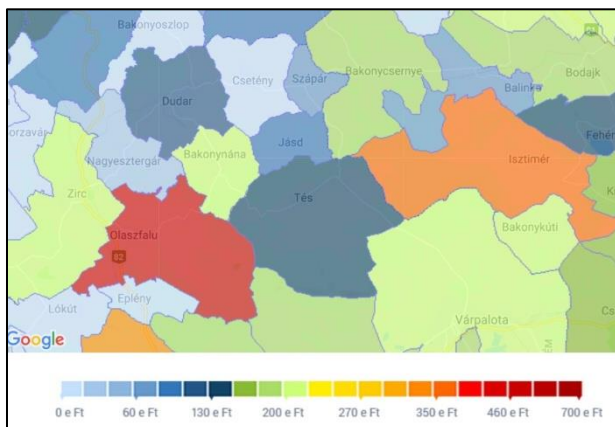 Bakonyoszlop
Bakonycsernye
Bodajk
Csetény
Szápár
Balinka
Dudar
Fehér
Jásd
Isztimér
Nagyesztergár
Bakonynána
Zirc
Tés
Bakonykúti
Olaszfalu
82
Lókút
Eplény
Várpalota
Cs
Google
0 e Ft 60 e Ft 130 e Ft 200 e Ft 270 e Ft 350 e Ft 460 e Ft 700 e Ft